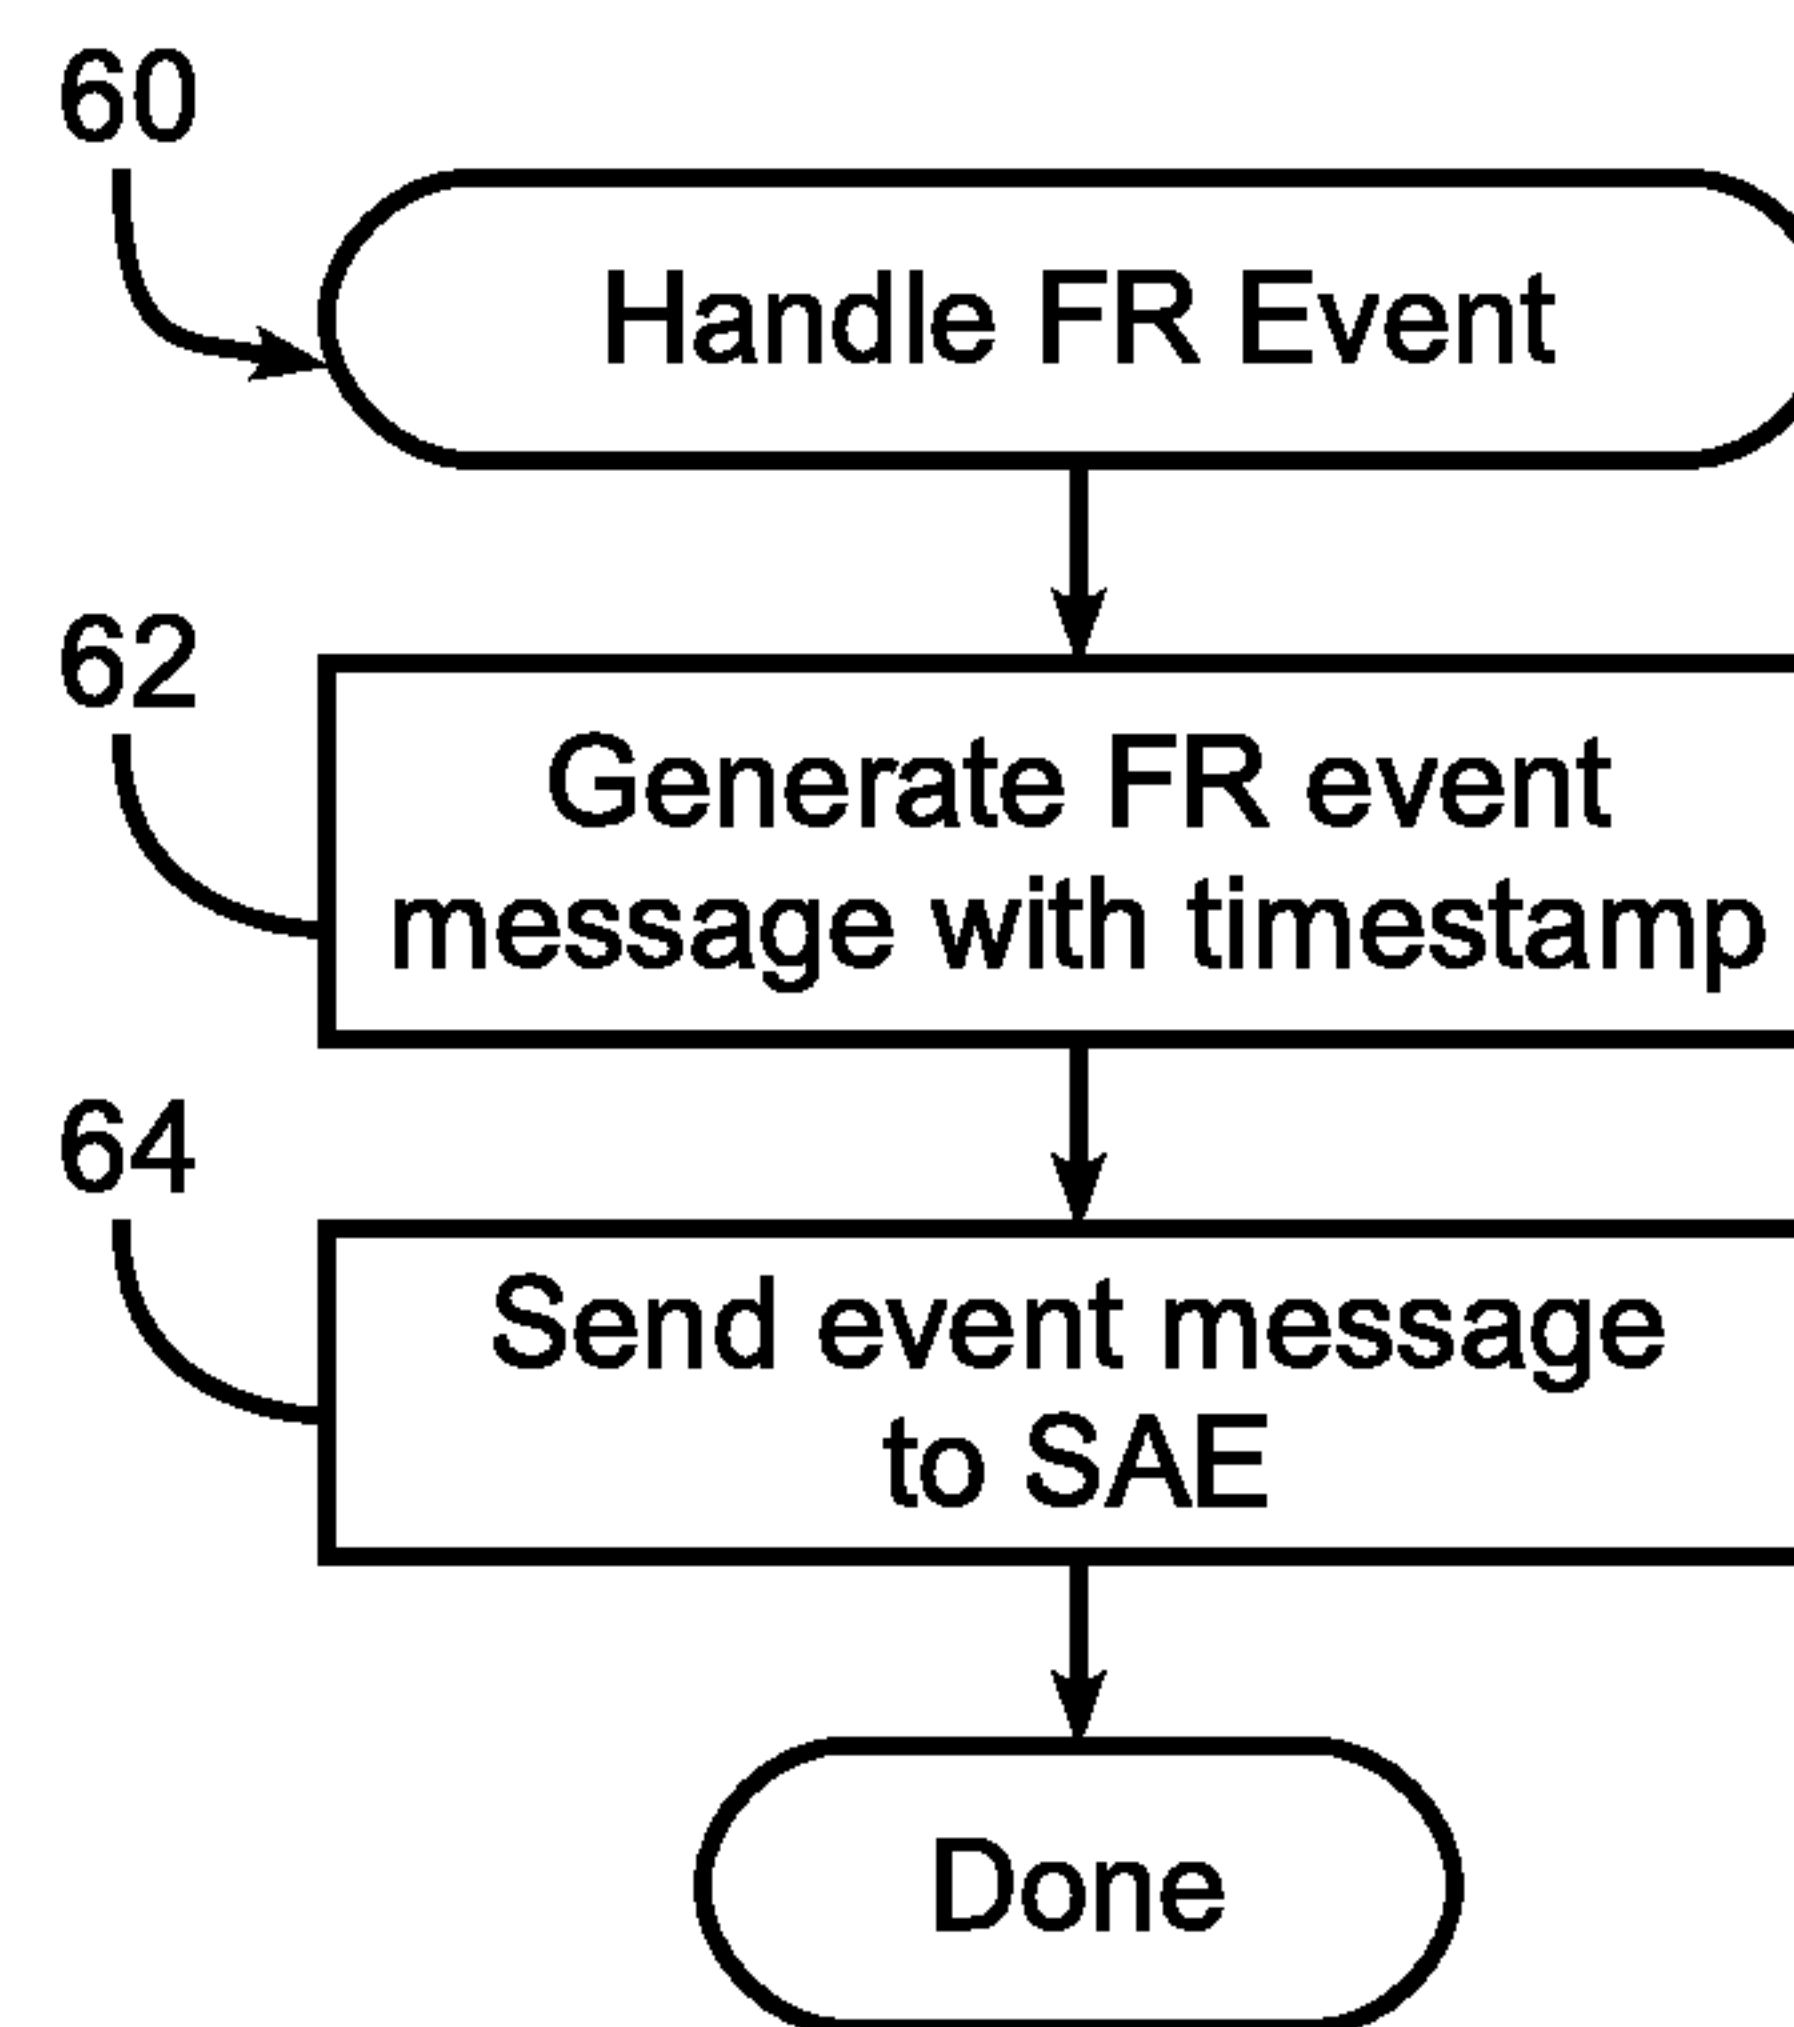 60
Handle FR Event
62
Generate FR event
message with timestamp
64
Send event message
to SAE
Done